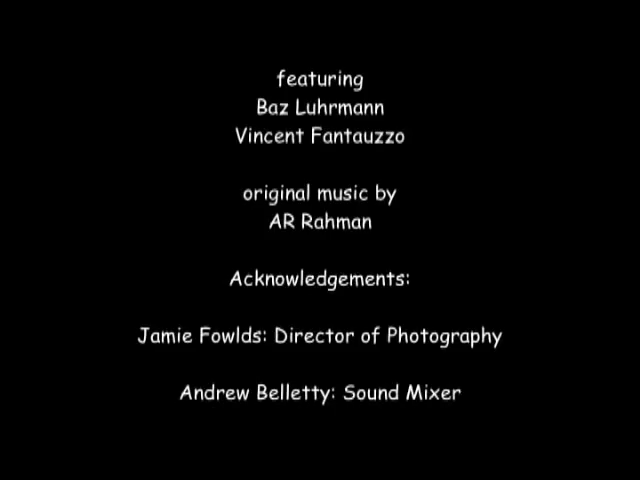 featuring
Baz Luhrmann
Vincent Fantauzzo
original music by
AR Rahman
Acknowledgements:
Jamie Fowlds: Director of Photography
Andrew Belletty: Sound Mixer